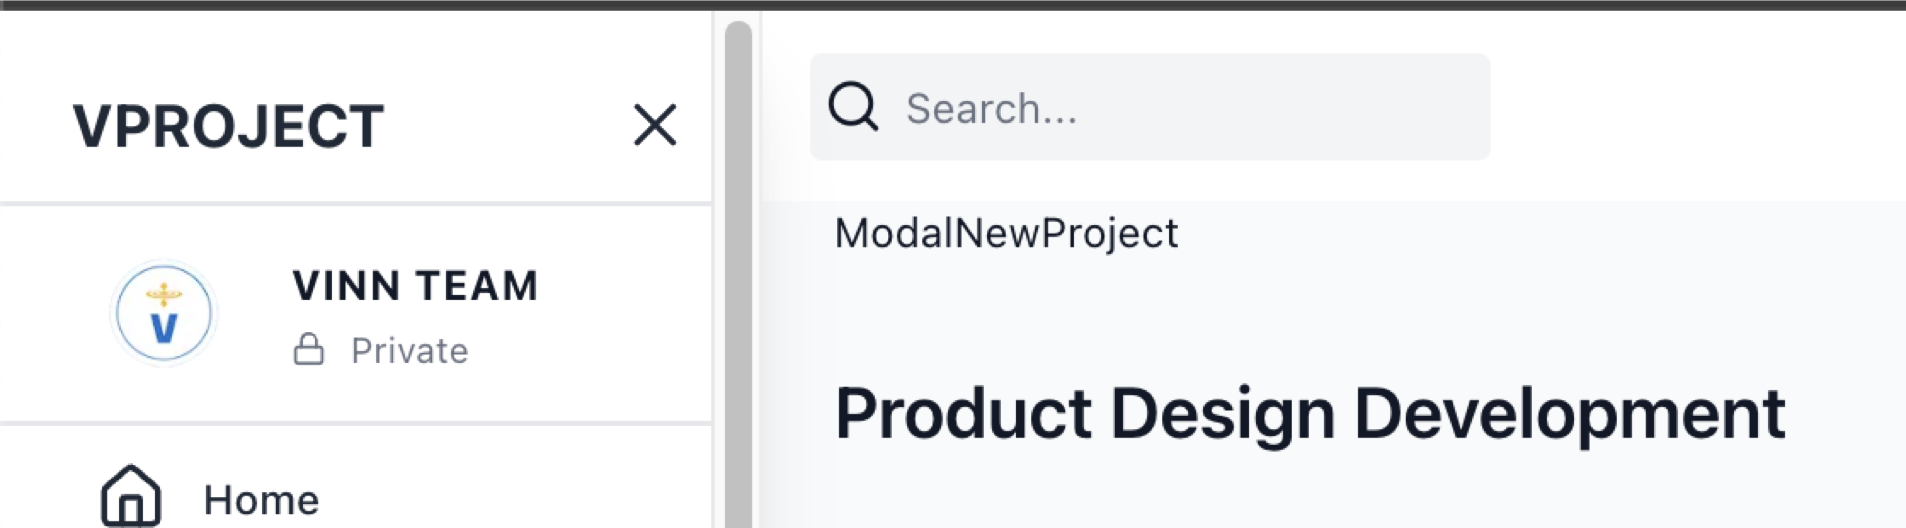 VPROJECT
V
VINN TEAM
Private
Home
Search...
ModalNewProject
Product Design Development